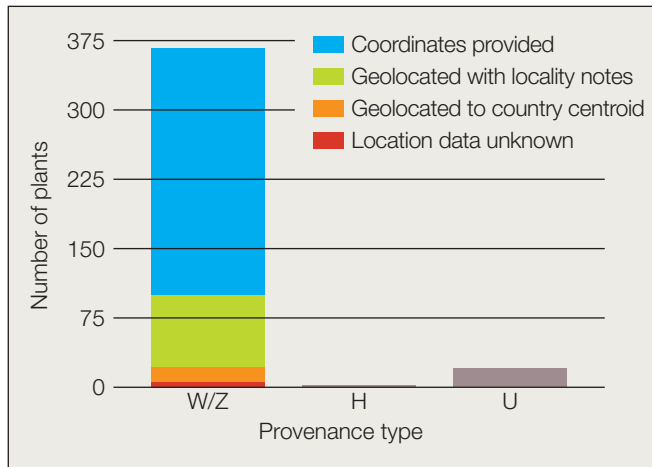 375
300
225
150
75
0
Number of plants
Coordinates provided
Geolocated with locality notes
Geolocated to country centroid
Location data unknown
W/Z H U
Provenance type